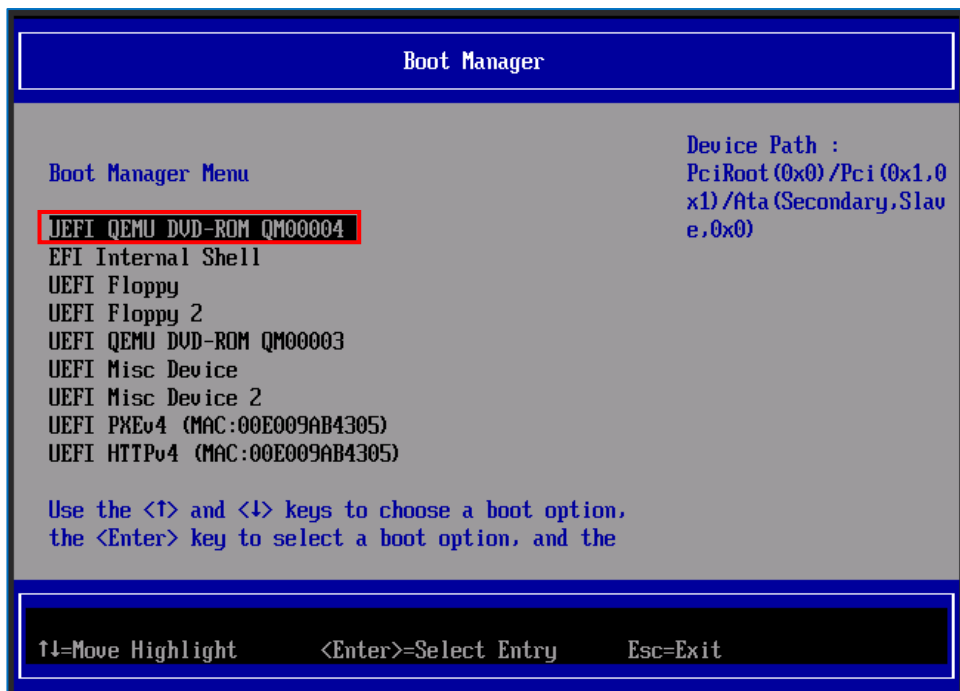 Boot Manager
Boot Manager Menu
UEFI QEMU DVD-ROM QM00004
EFI Internal Shell
UEFI Floppy
UEFI Floppy 2
UEFI QEMU DVD-ROM QM00003
UEFI Misc Device
UEFI Misc Device 2
UEFI PXEv4 (MAC:00E009AB4305)
UEFI HTTPv4 (MAC:00E009AB4305)
Use the <↑> and <↓> keys to choose a boot option,
the <Enter> key to select a boot option, and the
Device Path :
PciRoot(0x0)/Pci(0x1,0
x1)/Ata(Secondary,Slav
e,0x0)
↑↓=Move Highlight <Enter>=Select Entry Esc=Exit